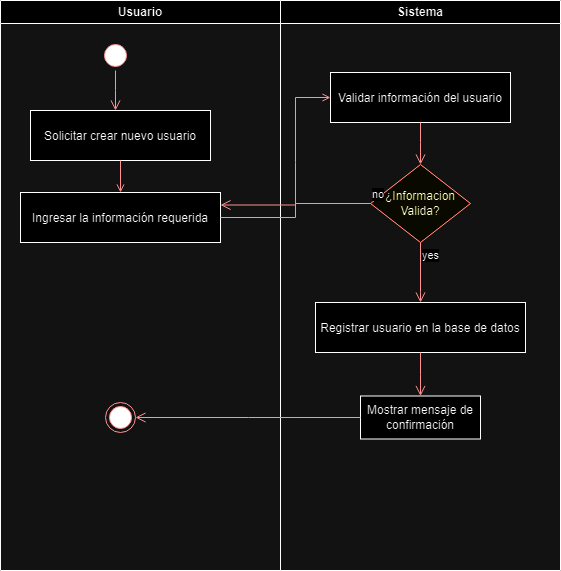 Usuario
Sistema
Solicitar crear nuevo usuario
Ingresar la información requerida
Validar información del usuario
no
¿Informacion
Valida?
yes
Registrar usuario en la base de datos
Mostrar mensaje de
confirmación